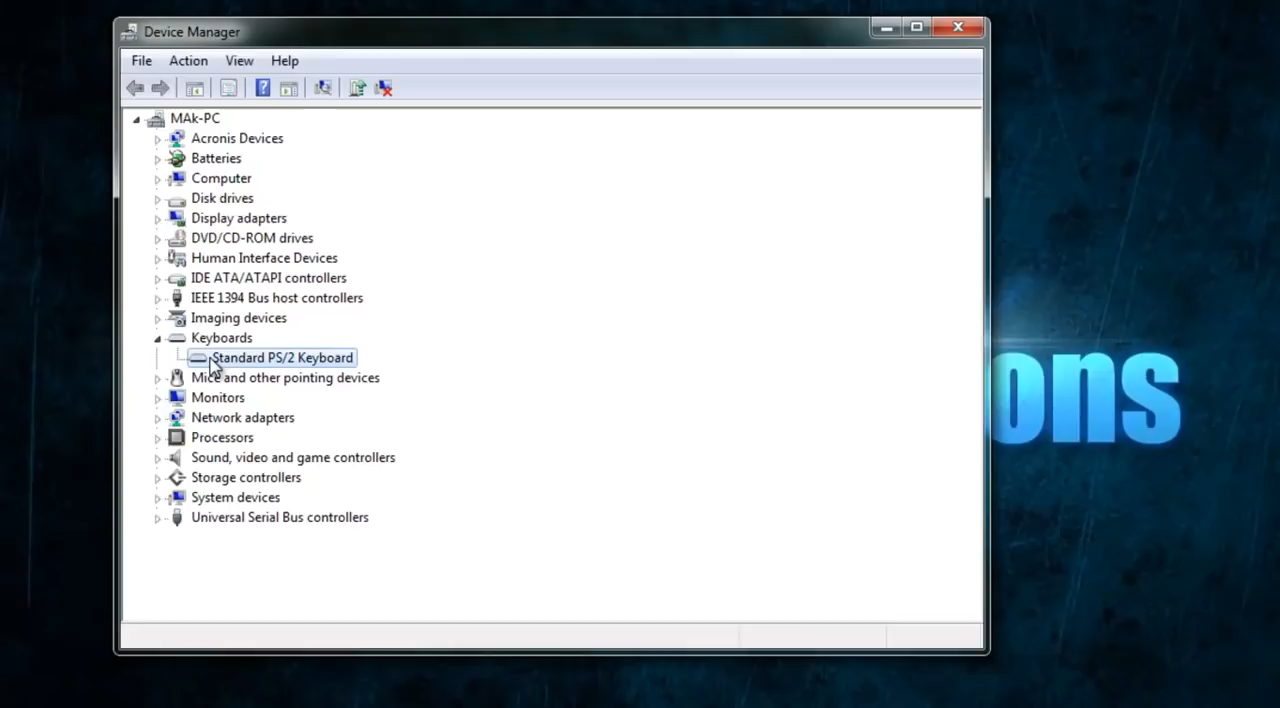 Device Manager
File Action View Help
MAk-PC
Acronis Devices
Batteries
Computer
Disk drives
Display adapters
DVD/CD-ROM drives
Human Interface Devices
IDE ATA/ATAPI controllers
IEEE 1394 Bus host controllers
Imaging devices
Keyboards
Standard PS/2 Keyboard
Mice and other pointing devices
Monitors
Network adapters
Processors
Sound, video and game controllers
Storage controllers
System devices
Universal Serial Bus controllers
ons